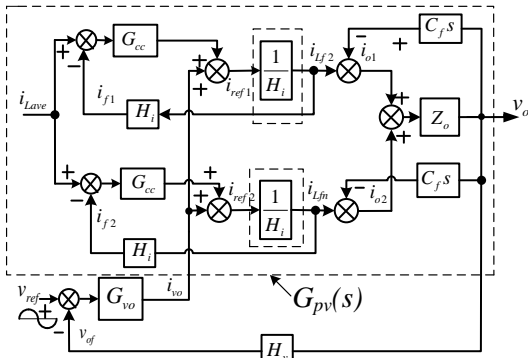 G_cc
C_f s
i_Lf2
i_o1
i_ref1
1
H_i
i_f1
H_i
i_Lave
Z_o
v_o
G_cc
i_ref2
1
H_i
i_Lfn
i_o2
C_f s
i_f2
H_i
G_pv(s)
v_ref
G_vo
i_vo
v_of
H_v